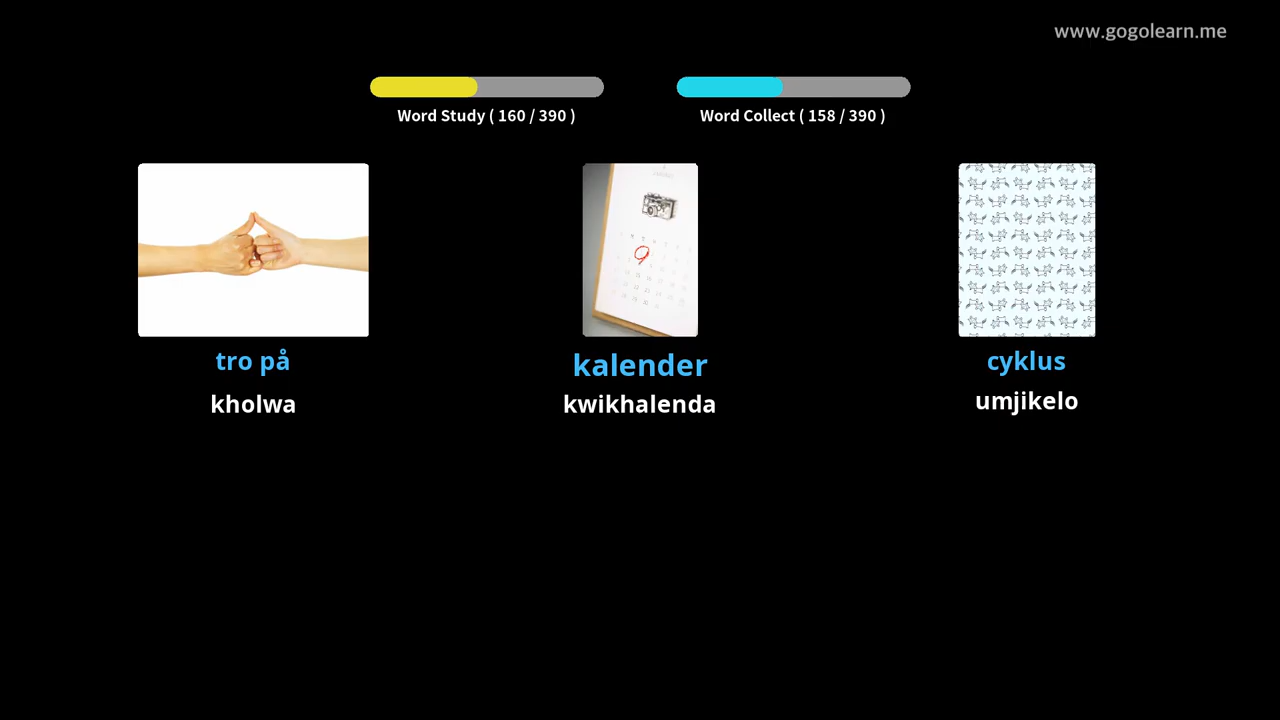 www.gogolearn.me
Word Study ( 160 / 390 )
Word Collect ( 158 / 390 )
tro på
kalender
cyklus
kholwa
kwikhalenda
umjikelo